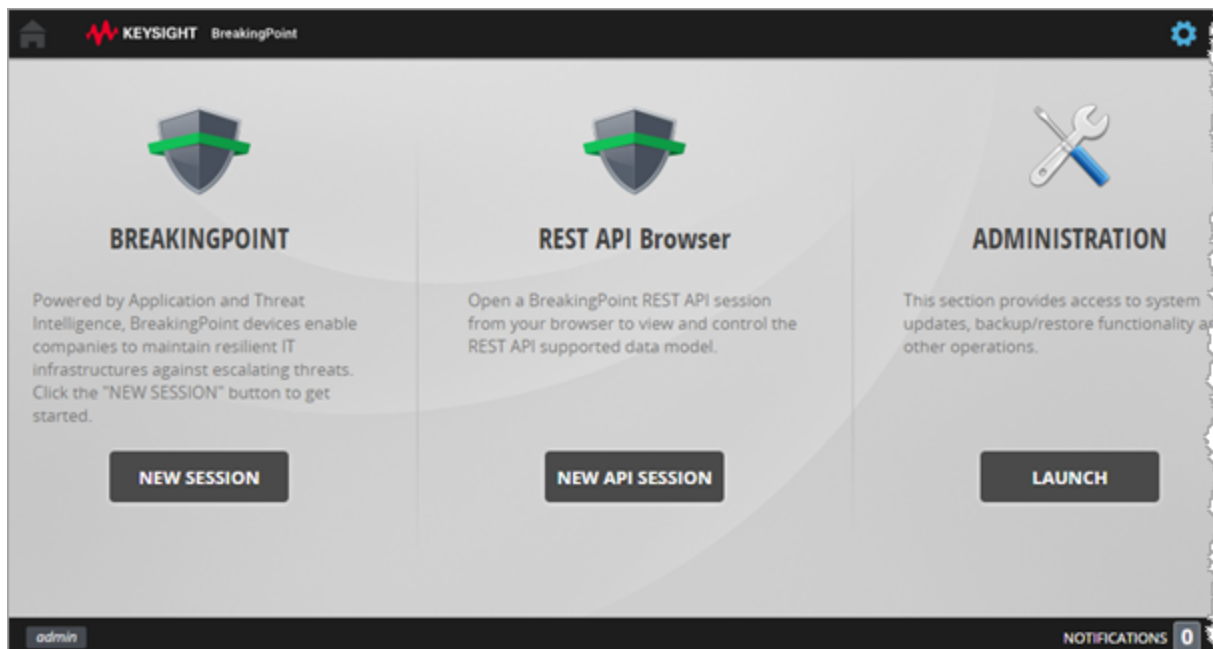 KEYSIGHT BreakingPoint
BREAKINGPOINT
Powered by Application and Threat
Intelligence, BreakingPoint devices enable
companies to maintain resilient IT
infrastructures against escalating threats.
Click the "NEW SESSION" button to get
started.
NEW SESSION
REST API Browser
Open a BreakingPoint REST API session
from your browser to view and control the
REST API supported data model.
NEW API SESSION
ADMINISTRATION
This section provides access to system
updates, backup/restore functionality
other operations.
LAUNCH
admin
NOTIFICATIONS 0